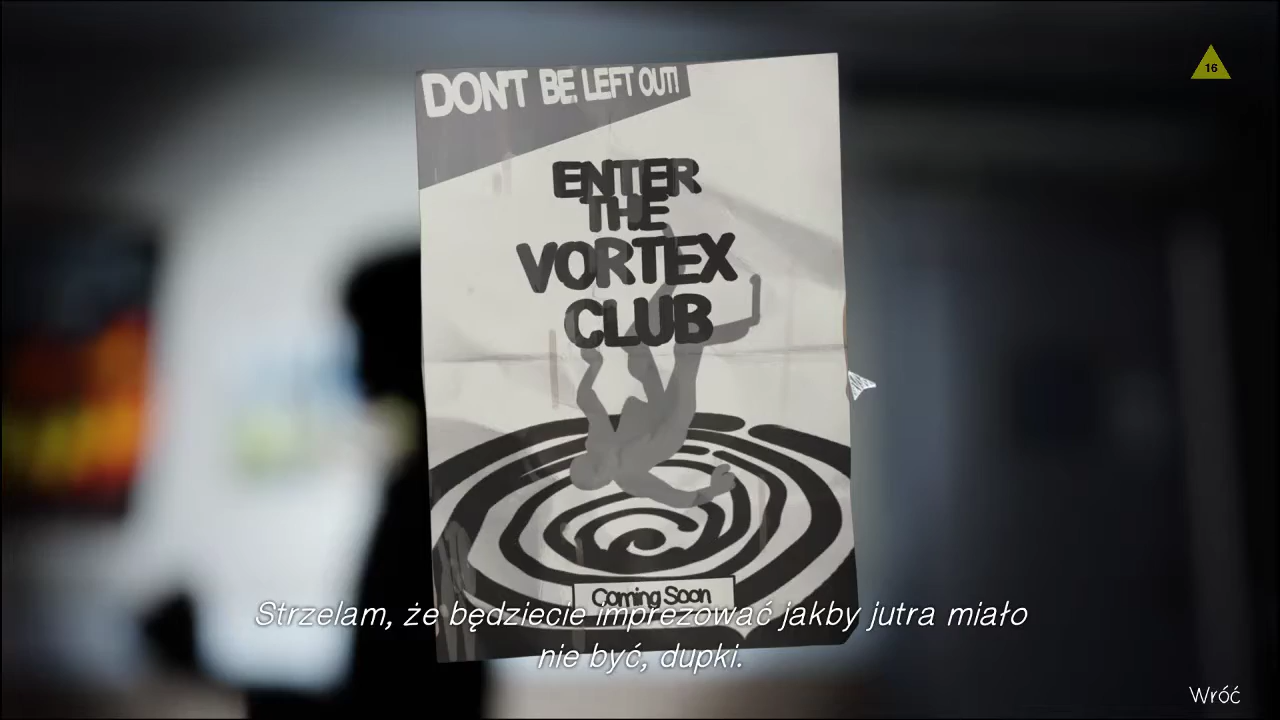 DON'T BE LEFT OUT!
16
ENTER
THE
VORTEX
CLUB
Coming Soon
Strzelam, że będziecie imprezować jakby jutra miało
nie być, dupki.
Wróć